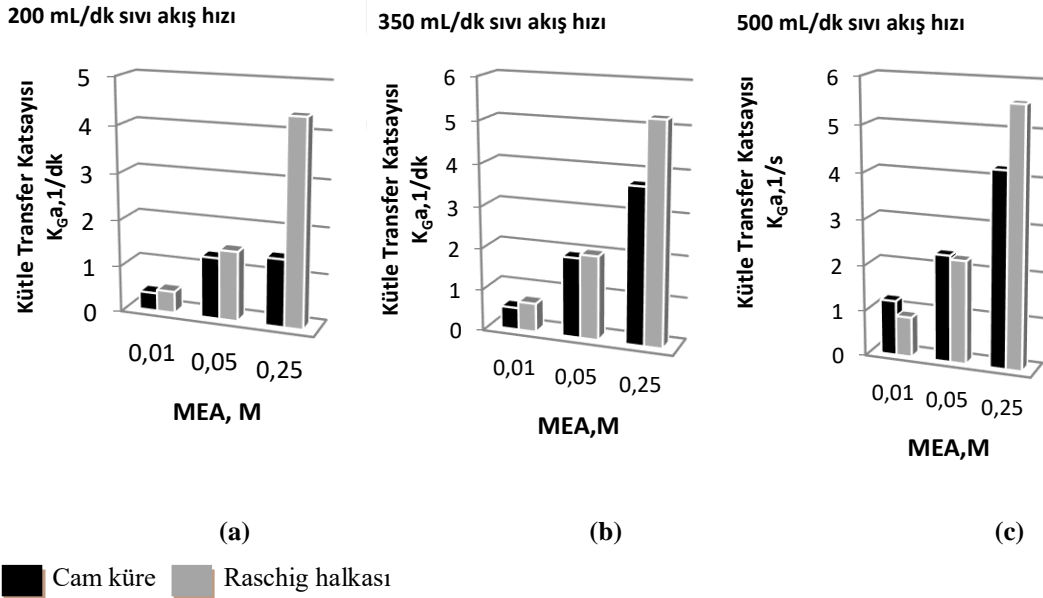 200 mL/dk sıvı akış hızı
Kütle Transfer Katsayısı
K_Ga,1/dk
5
4
3
2
1
0
0,01
0,05
0,25
MEA, M
(a)
350 mL/dk sıvı akış hızı
Kütle Transfer Katsayısı
K_Ga,1/dk
6
5
4
3
2
1
0
0,01
0,05
0,25
MEA,M
(b)
500 mL/dk sıvı akış hızı
Kütle Transfer Katsayısı
K_Ga,1/s
6
5
4
3
2
1
0
0,01
0,05
0,25
MEA,M
(c)
Cam küre
Raschig halkası